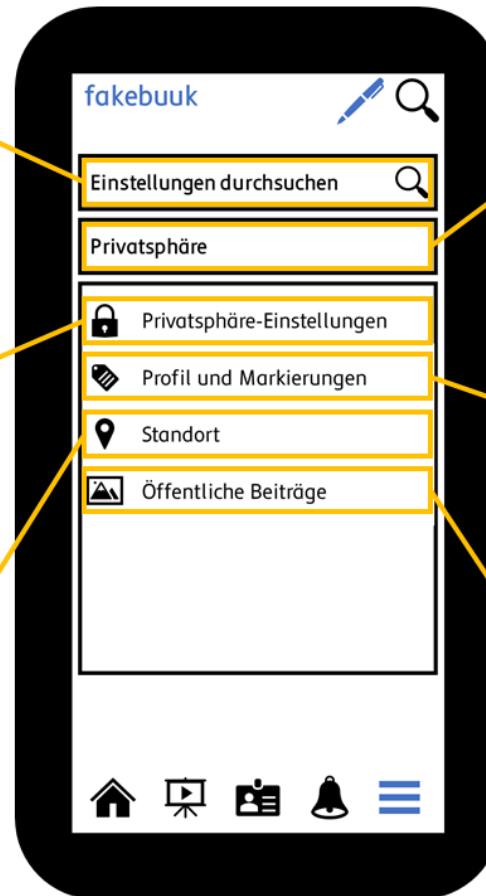 fakebuuk
Einstellungen durchsuchen
Privatsphäre
Privatsphäre-Einstellungen
Profil und Markierungen
Standort
Öffentliche Beiträge